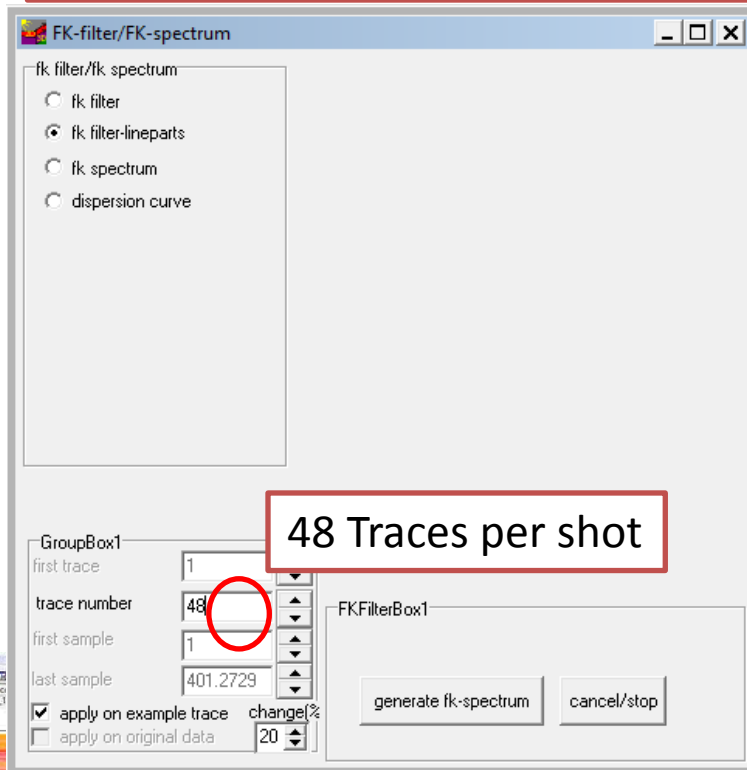 FK-filter/FK-spectrum
fk filter/fk spectrum
fk filter
fk filter-lineparts
fk spectrum
dispersion curve
48 Traces per shot
GroupBox1
first trace 1
trace number 48
first sample 1
last sample 401.2729
apply on example trace change(%
apply on original data 20
FKFilterBox1
generate fk-spectrum cancel/stop